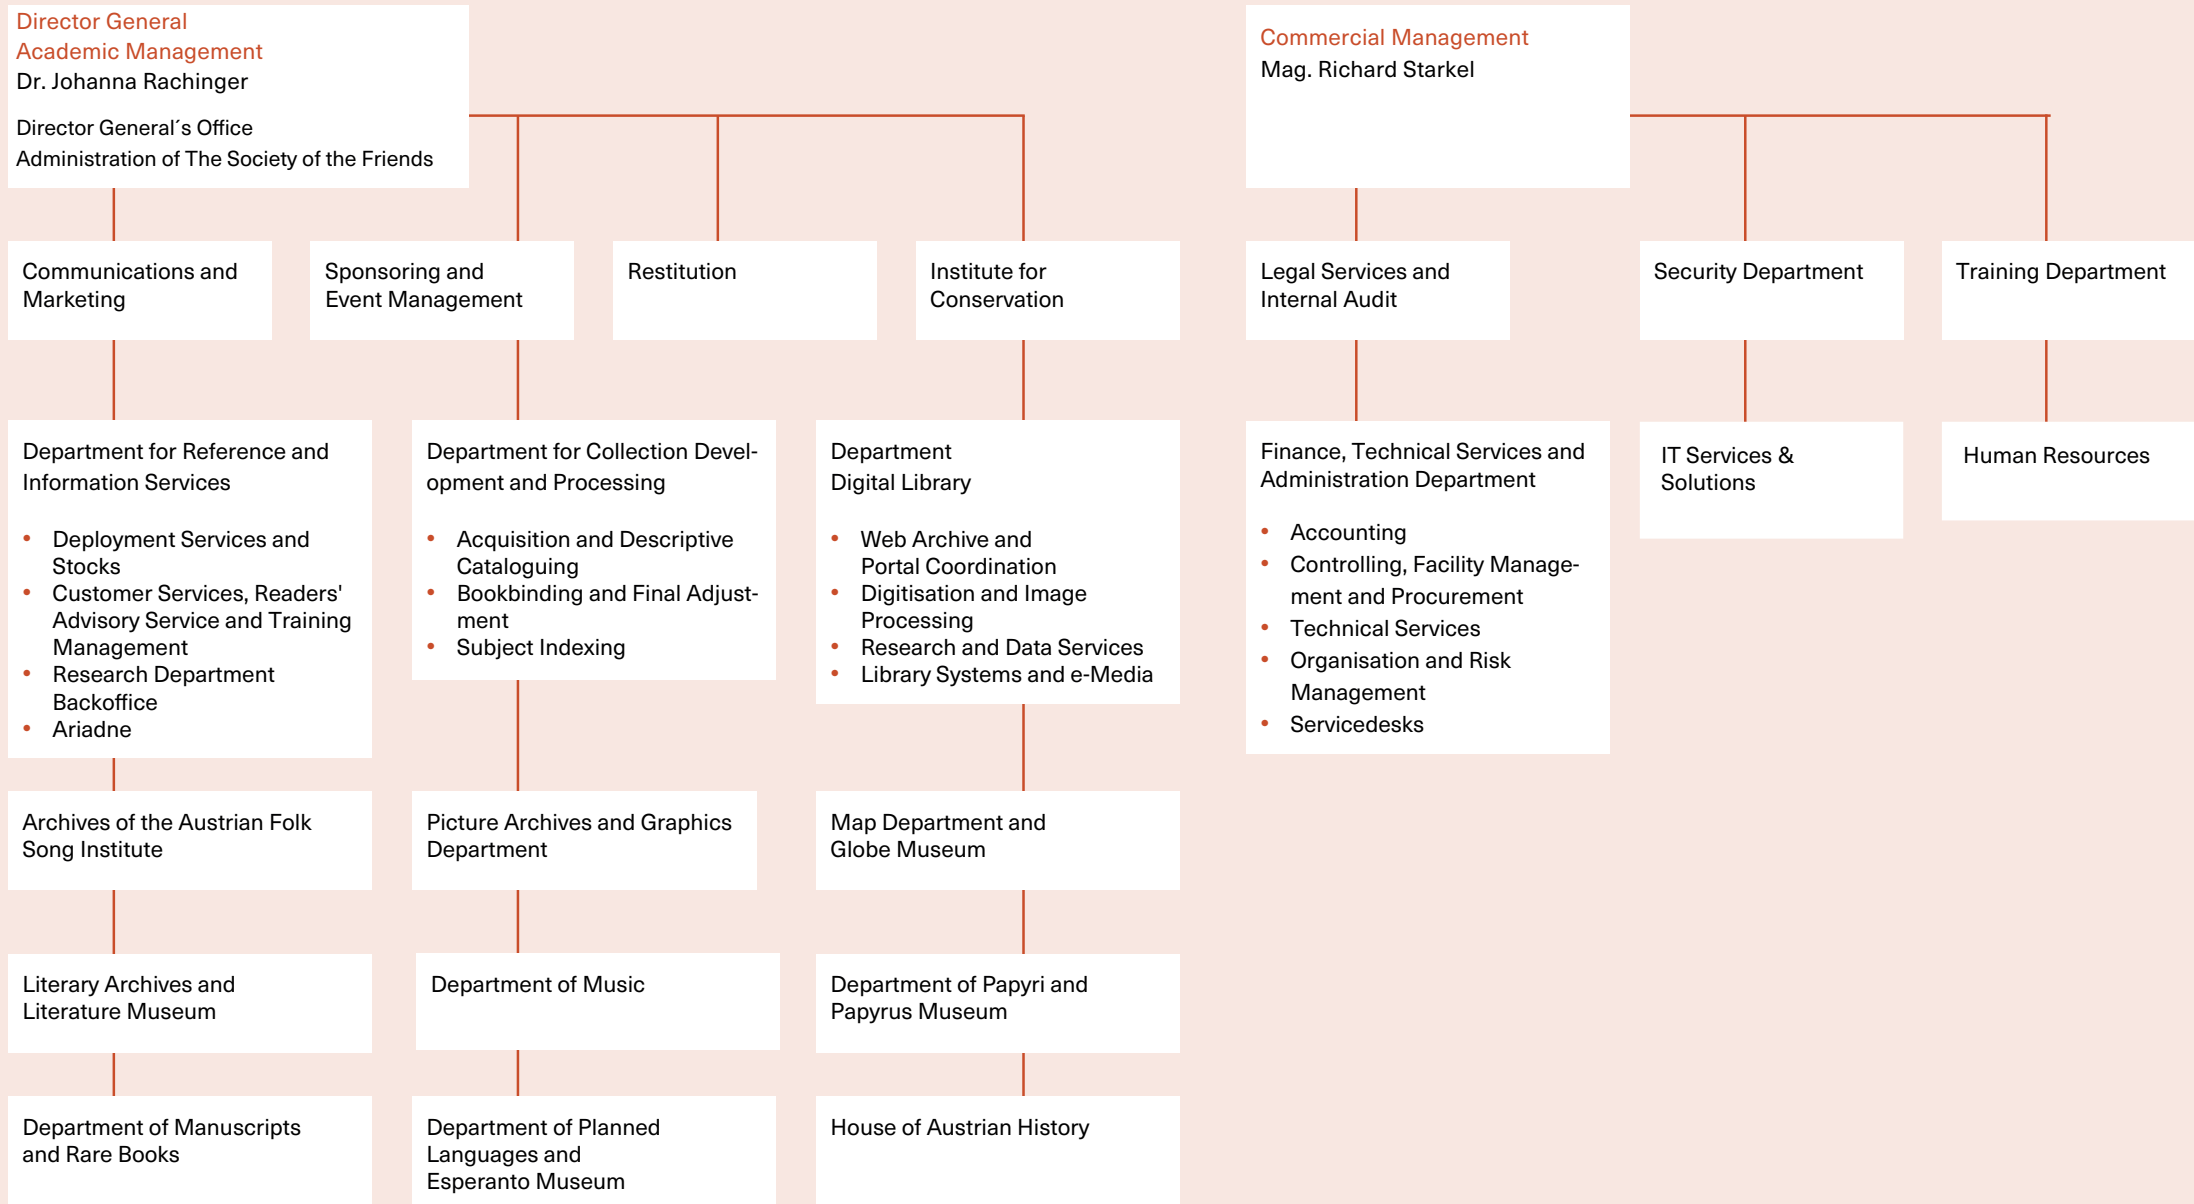 Director General
Academic Management
Dr. Johanna Rachinger
Director General´s Office
Administration of The Society of the Friends
Commercial Management
Mag. Richard Starkel
Communications and
Marketing
Sponsoring and
Event Management
Restitution
Institute for
Conservation
Legal Services and
Internal Audit
Security Department
Training Department
Department for Reference and
Information Services
• Deployment Services and
Stocks
• Customer Services, Readers'
Advisory Service and Training
Management
• Research Department
Backoffice
• Ariadne
Department for Collection Devel-
opment and Processing
• Acquisition and Descriptive
Cataloguing
• Bookbinding and Final Adjust-
ment
• Subject Indexing
Department
Digital Library
• Web Archive and
Portal Coordination
• Digitisation and Image
Processing
• Research and Data Services
• Library Systems and e-Media
Finance, Technical Services and
Administration Department
• Accounting
• Controlling, Facility Manage-
ment and Procurement
• Technical Services
• Organisation and Risk
Management
• Servicedesks
IT Services &
Solutions
Human Resources
Archives of the Austrian Folk
Song Institute
Picture Archives and Graphics
Department
Map Department and
Globe Museum
Literary Archives and
Literature Museum
Department of Music
Department of Papyri and
Papyrus Museum
Department of Manuscripts
and Rare Books
Department of Planned
Languages and
Esperanto Museum
House of Austrian History